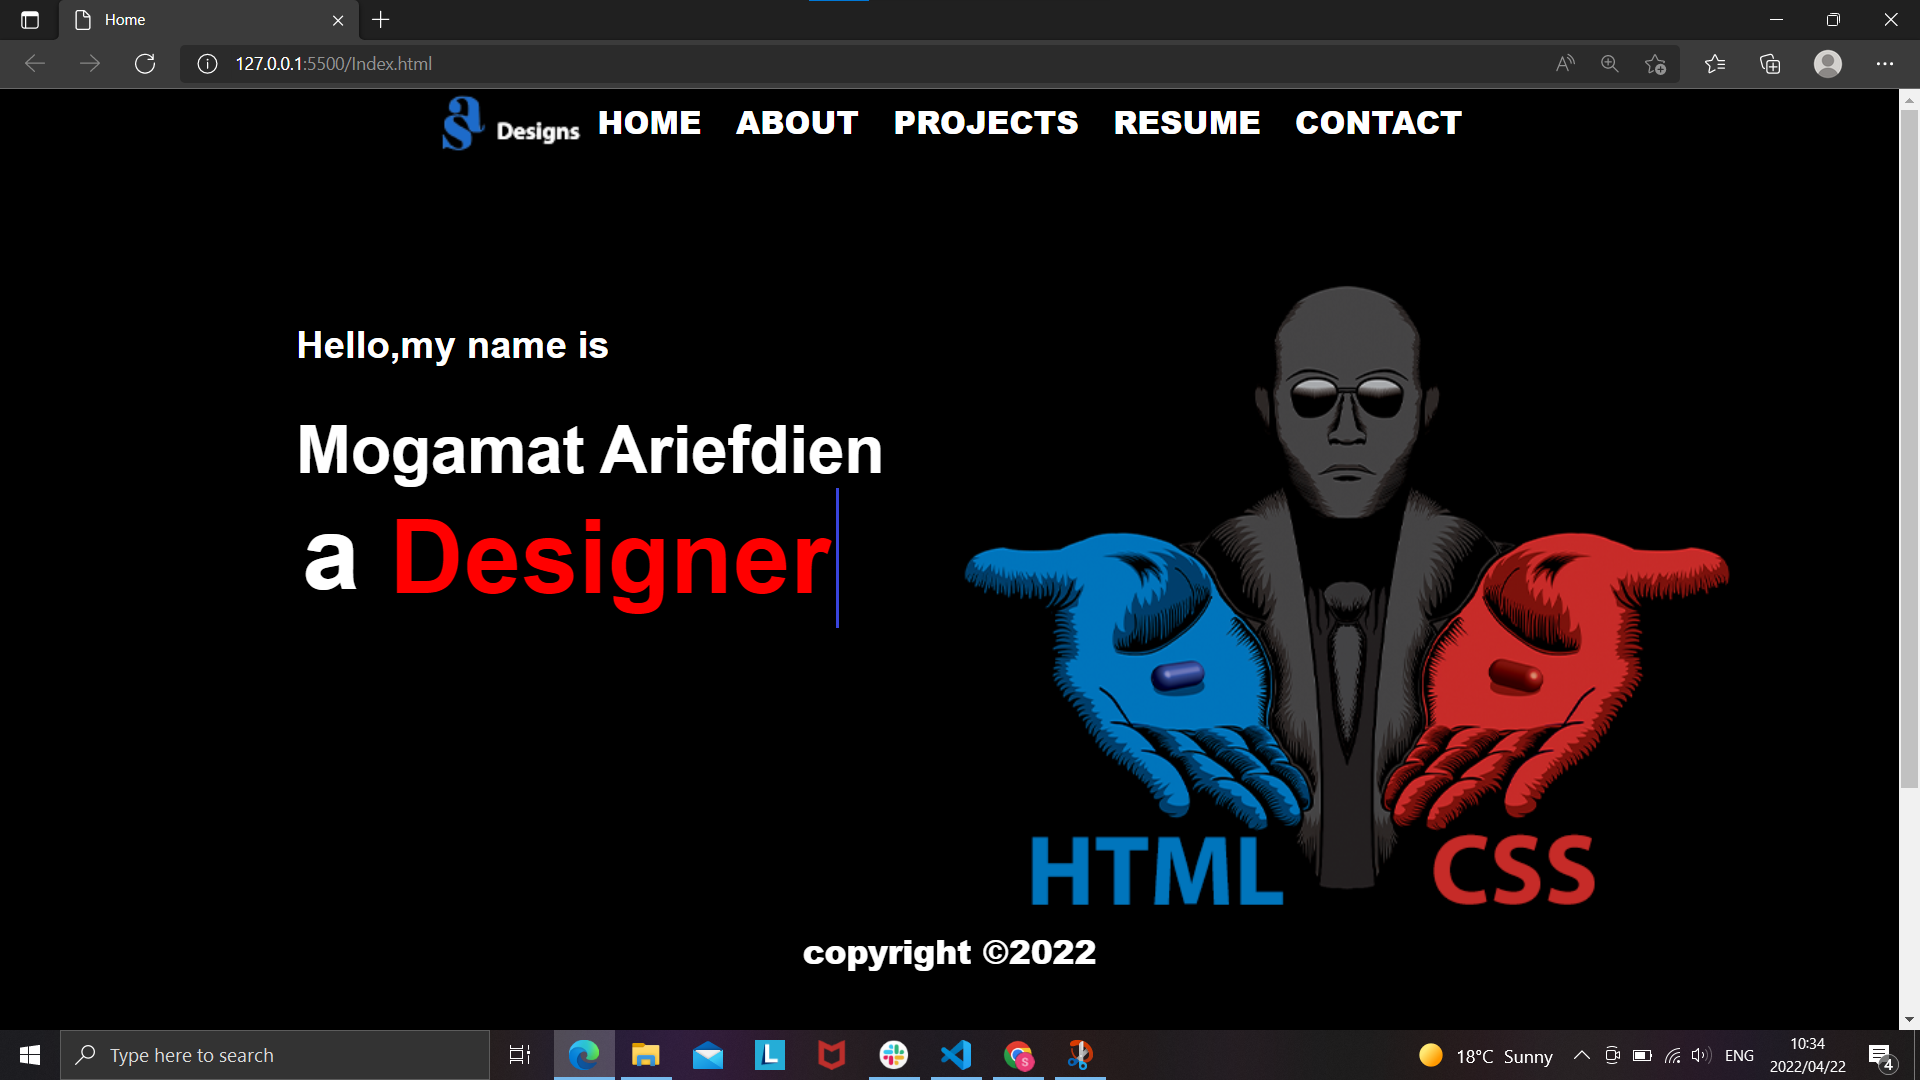 Home
127.0.0.1:5500/Index.html
Designs HOME ABOUT PROJECTS RESUME CONTACT
Hello,my name is
Mogamat Ariefdien
a Designer
HTML CSS
copyright ©2022
Type here to search
18°C Sunny
ENG
10:34
2022/04/22
4